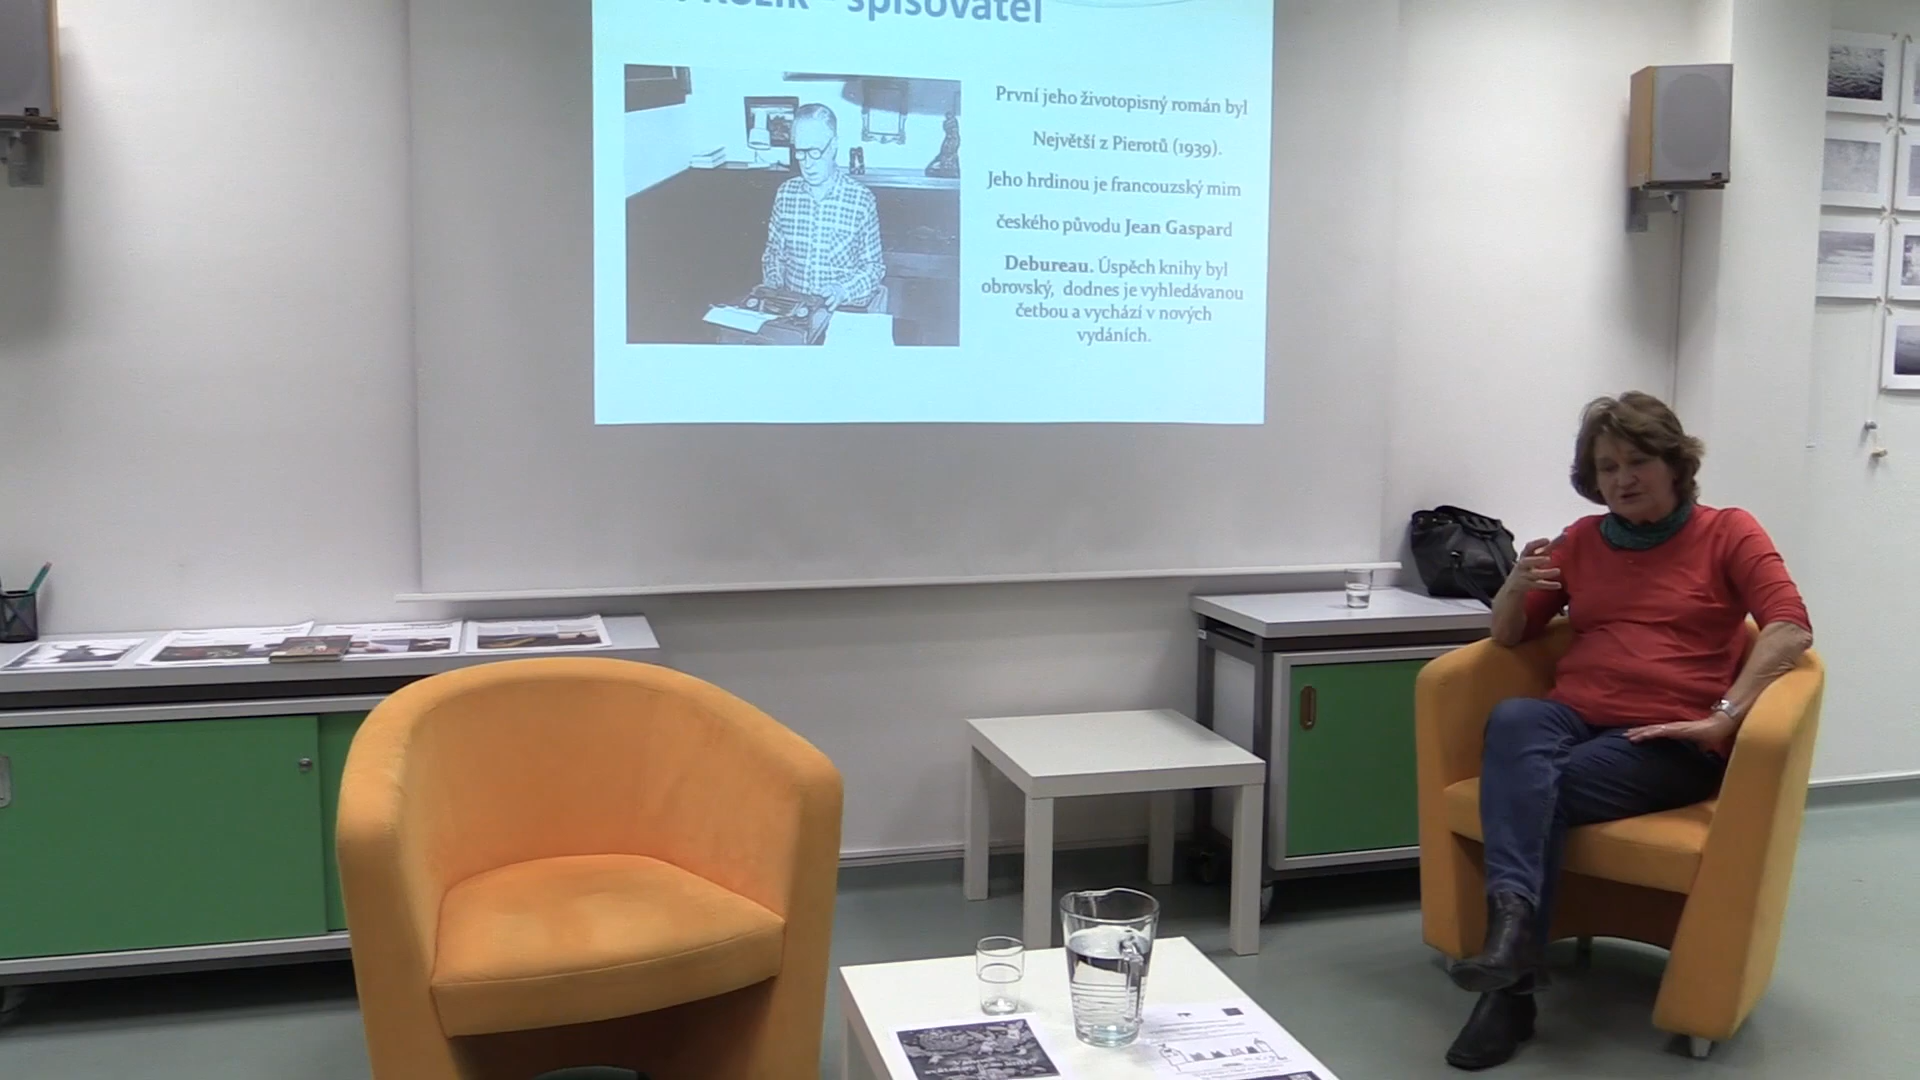 spisovatel
První jeho životopisný román byl
Největší z Pierotů (1939).
Jeho hrdinou je francouzský mim
českého původu Jean Gaspard
Debureau. Úspěch knihy byl
obrovský, dodnes je vyhledávanou
četbou a vychází v nových
vydáních.